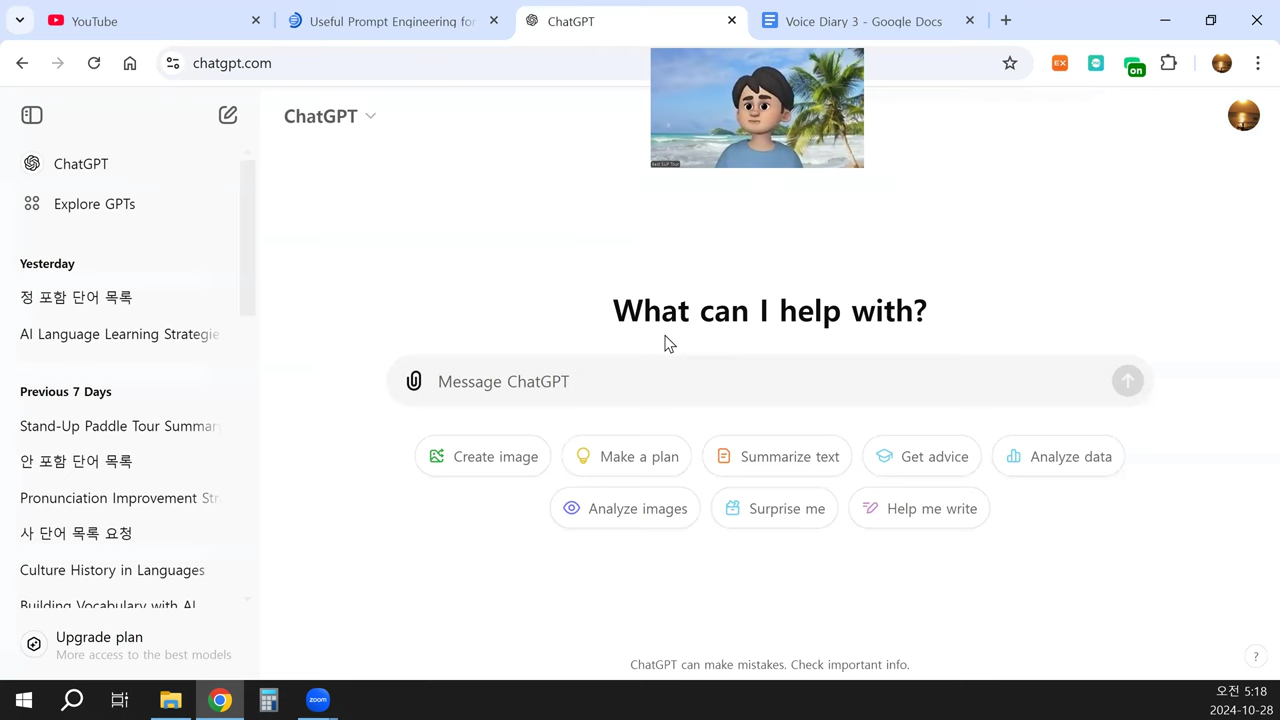 YouTube
Useful Prompt Engineering for
ChatGPT
Voice Diary 3 - Google Docs
chatgpt.com
EX
on
ChatGPT
ChatGPT
Explore GPTs
Yesterday
정 포함 단어 목록
AI Language Learning Strategie
Previous 7 Days
Stand-Up Paddle Tour Summar
안 포함 단어 목록
Pronunciation Improvement Str
사 단어 목록 요청
Culture History in Languages
Building Vocabulary with AI
Upgrade plan
More access to the best models
What can I help with?
Message ChatGPT
Create image
Make a plan
Summarize text
Get advice
Analyze data
Analyze images
Surprise me
Help me write
ChatGPT can make mistakes. Check important info.
?
zoom
오전 5:18
2024-10-28